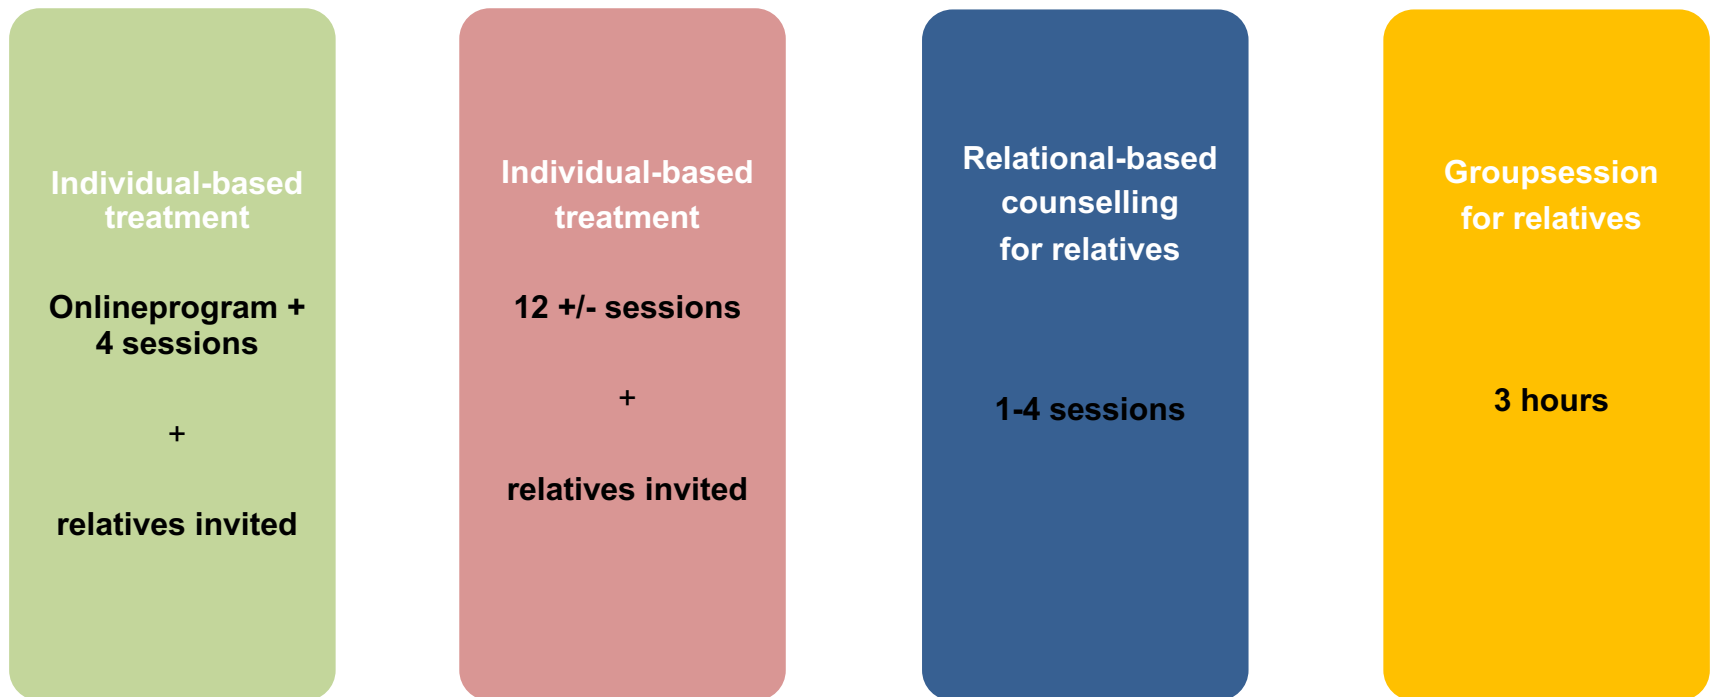 Individual-based
treatment
Onlineprogram +
4 sessions
+
relatives invited
Individual-based
treatment
12 +/- sessions
+
relatives invited
Relational-based
counselling
for relatives
1-4 sessions
Groupsession
for relatives
3 hours